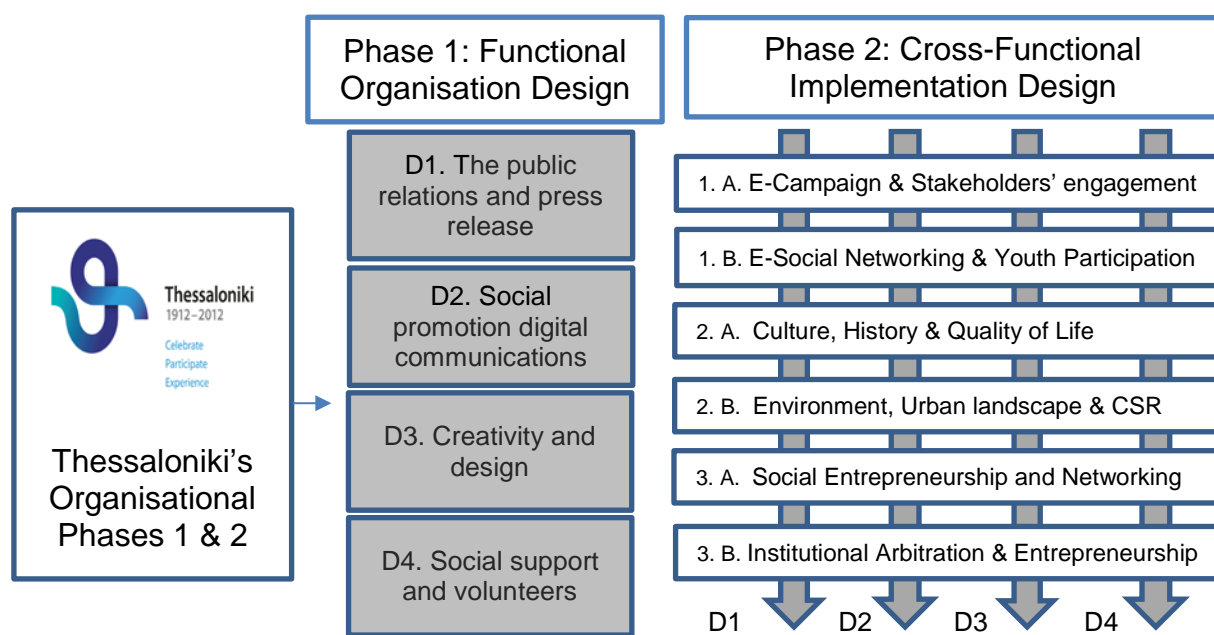 Thessaloniki
1912–2012
Celebrate
Participate
Experience
Thessaloniki's
Organisational
Phases 1 & 2
Phase 1: Functional
Organisation Design
D1. The public
relations and press
release
D2. Social
promotion digital
communications
D3. Creativity and
design
D4. Social support
and volunteers
Phase 2: Cross-Functional
Implementation Design
1. A. E-Campaign & Stakeholders’ engagement
1. B. E-Social Networking & Youth Participation
2. A. Culture, History & Quality of Life
2. B. Environment, Urban landscape & CSR
3. A. Social Entrepreneurship and Networking
3. B. Institutional Arbitration & Entrepreneurship
D1 D2 D3 D4